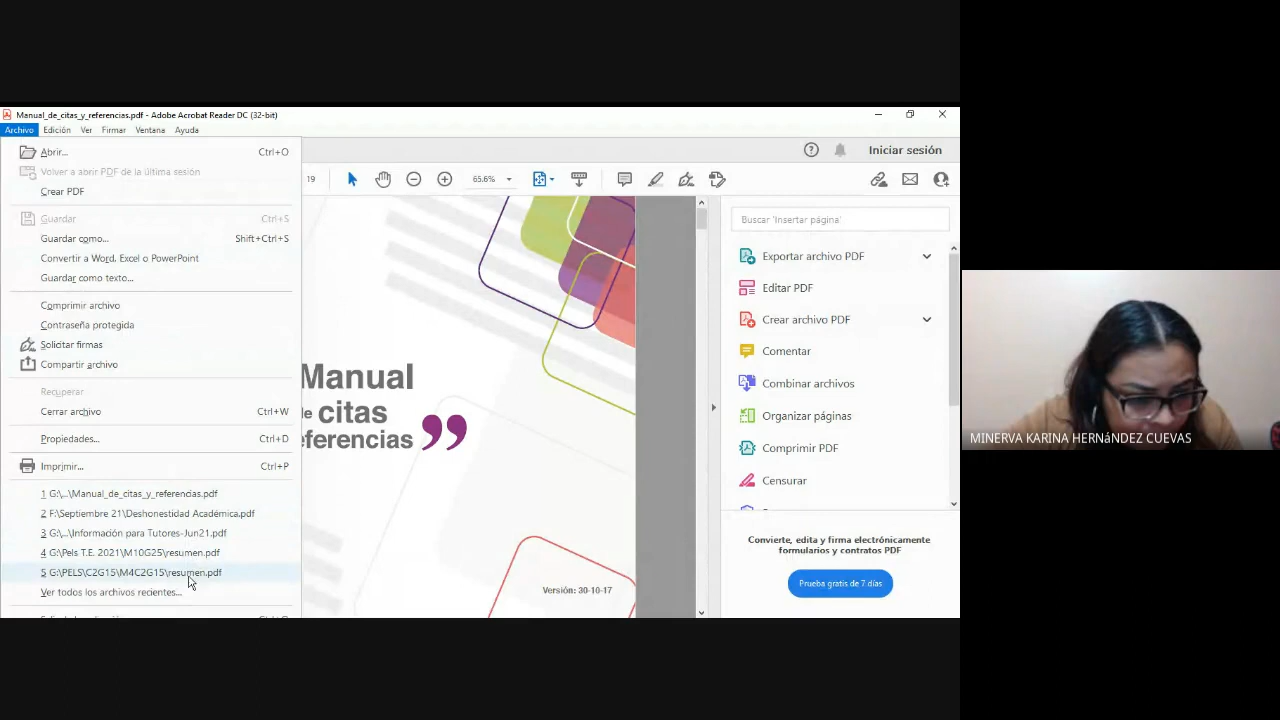 Manual_de_citas_y_referencias.pdf - Adobe Acrobat Reader DC (32-bit)
Archivo Edición Ver Firmar Ventana Ayuda
Abrir... Ctrl+O
Volver a abrir PDF de la última sesión
Crear PDF
Guardar Ctrl+S
Guardar como... Shift+Ctrl+S
Convertir a Word, Excel o PowerPoint
Guardar como texto...
Comprimir archivo
Contraseña protegida
Solicitar firmas
Compartir archivo
Recuperar
Cerrar archivo Ctrl+W
Propiedades... Ctrl+D
Imprimir... Ctrl+P
1 G:\...\Manual_de_citas_y_referencias.pdf
2 F:\Septiembre 21\Deshonestidad Académica.pdf
3 G:\...\Información para Tutores-Jun21.pdf
4 G:\Pels T.E. 2021\M10G25\resumen.pdf
5 G:\PELS\C2G15\M4C2G15\resumen.pdf
Ver todos los archivos recientes...
Iniciar sesión
19
65.6%
Manual
e citas
eferencias
Versión: 30-10-17
Buscar 'Insertar página'
Exportar archivo PDF
Editar PDF
Crear archivo PDF
Comentar
Combinar archivos
Organizar páginas
Comprimir PDF
Censurar
Convierte, edita y firma electrónicamente
formularios y contratos PDF
Prueba gratis de 7 días
MINERVA KARINA HERNáNDEZ CUEVAS